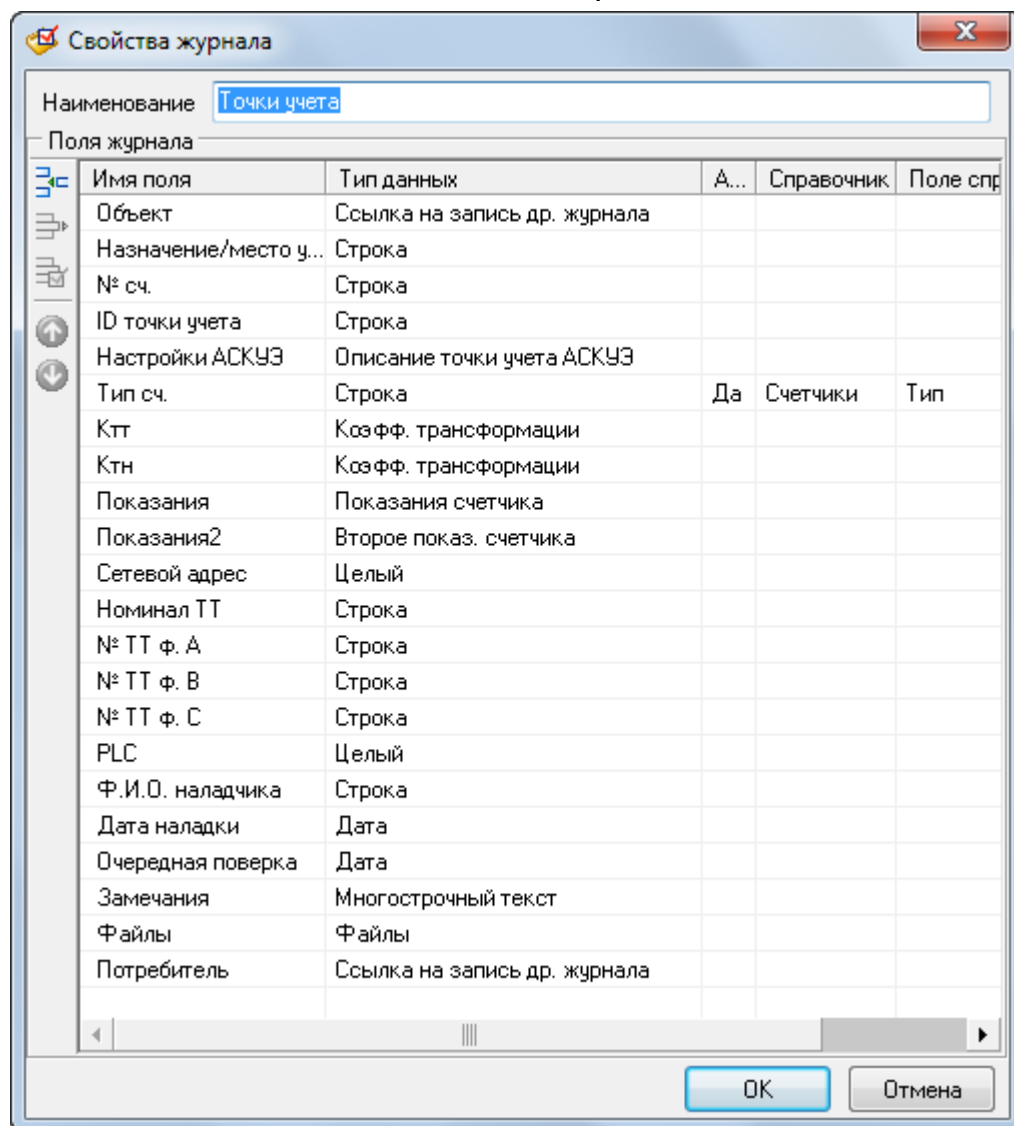 Свойства журнала
Наименование Точки учета
Поля журнала
Имя поля Тип данных А... Справочник Поле спр
Объект Ссылка на запись др. журнала
Назначение/место у... Строка
№ сч. Строка
ID точки учета Строка
Настройки АСКУЭ Описание точки учета АСКУЭ
Тип сч. Строка Да Счетчики Тип
Ктт Коэфф. трансформации
Ктн Коэфф. трансформации
Показания Показания счетчика
Показания2 Второе показ. счетчика
Сетевой адрес Целый
Номинал ТТ Строка
№ ТТ ф. А Строка
№ ТТ ф. В Строка
№ ТТ ф. С Строка
PLC Целый
Ф.И.О. наладчика Строка
Дата наладки Дата
Очередная поверка Дата
Замечания Многострочный текст
Файлы Файлы
Потребитель Ссылка на запись др. журнала
ОК Отмена